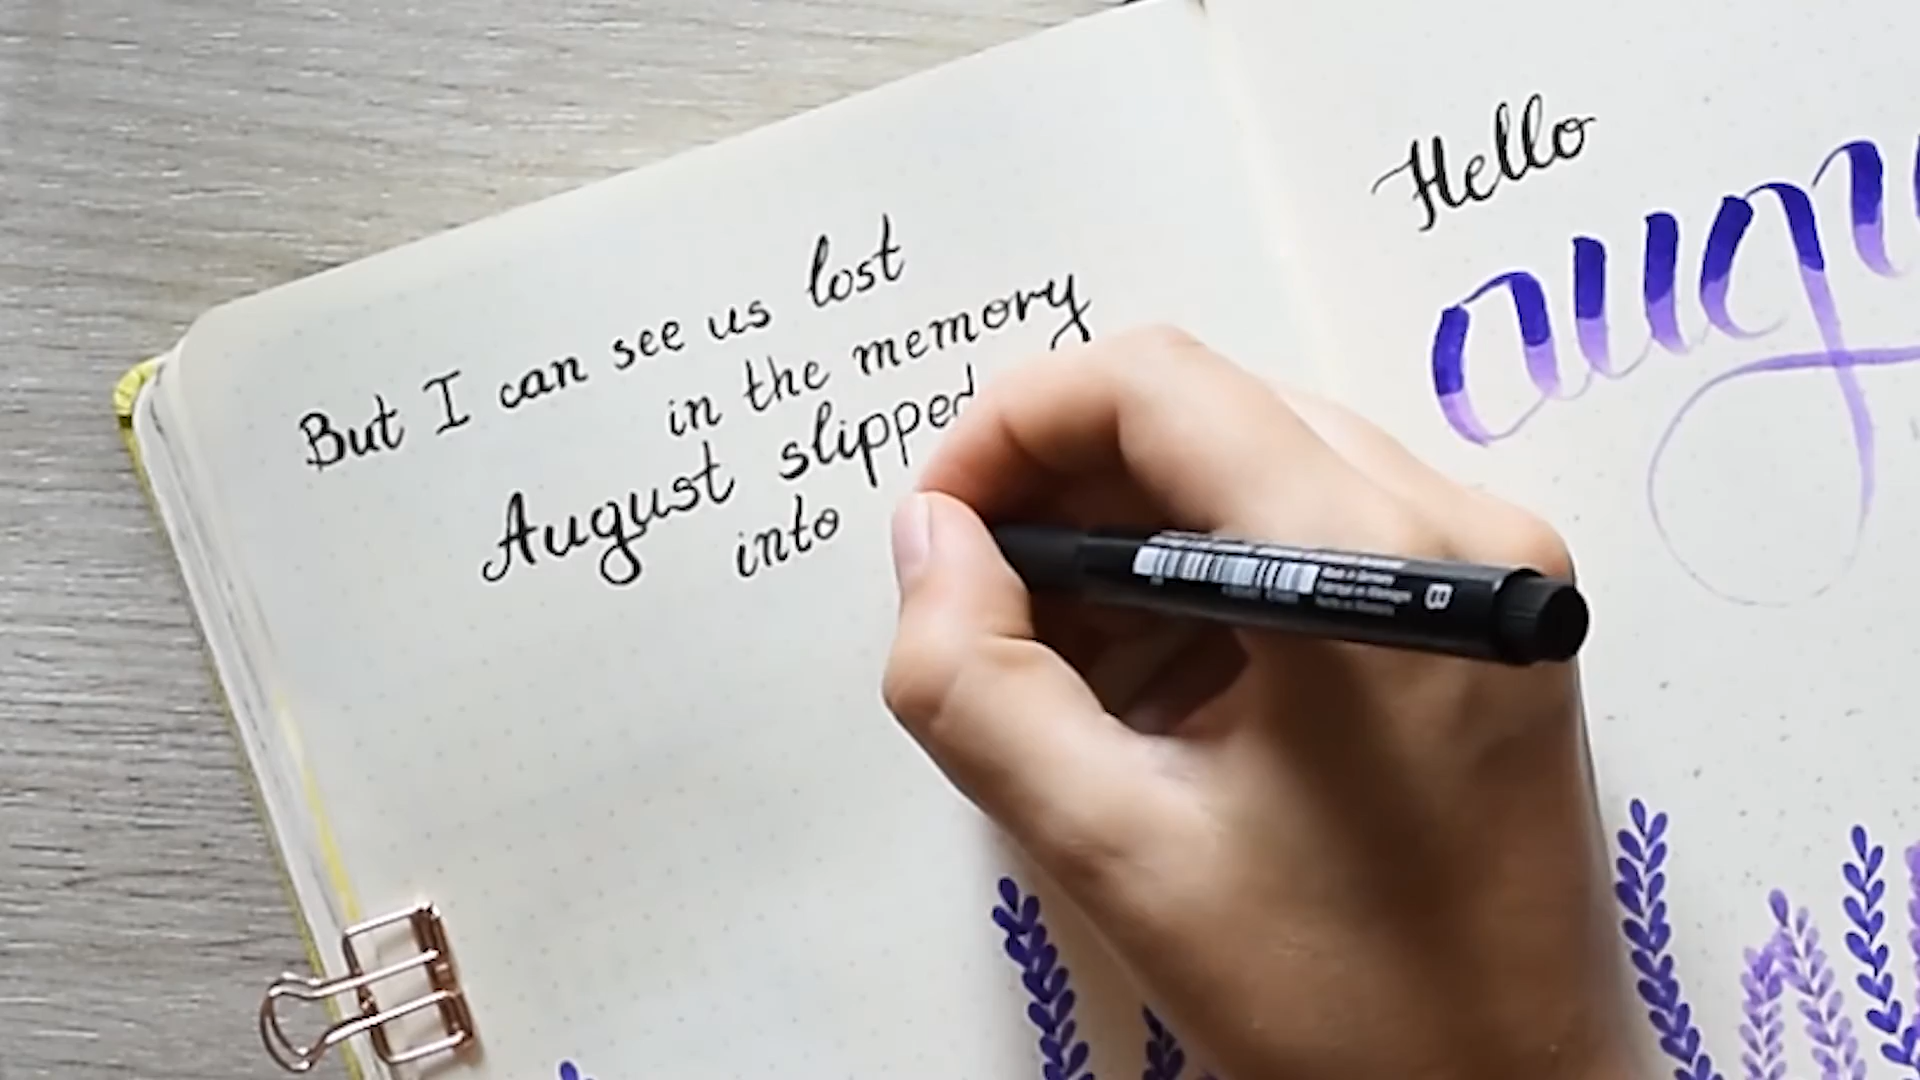 But I can see us lost
in the memory
August slipped
into
Hello